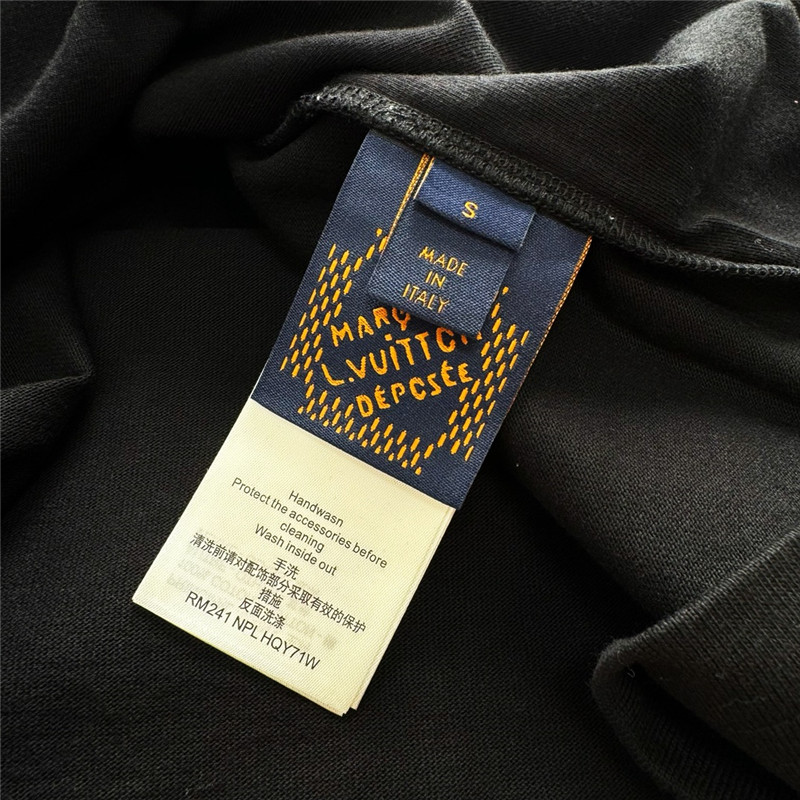 S
MADE
IN
ITALY
MARQ
L.VUITTON
DÉPOSÉE
Handwasn
Protect the accessories before
cleaning
Wash inside out
手洗
清洗前请对配饰部分采取有效的保护
措施
反面洗涤
RM241 NPL HQY71W